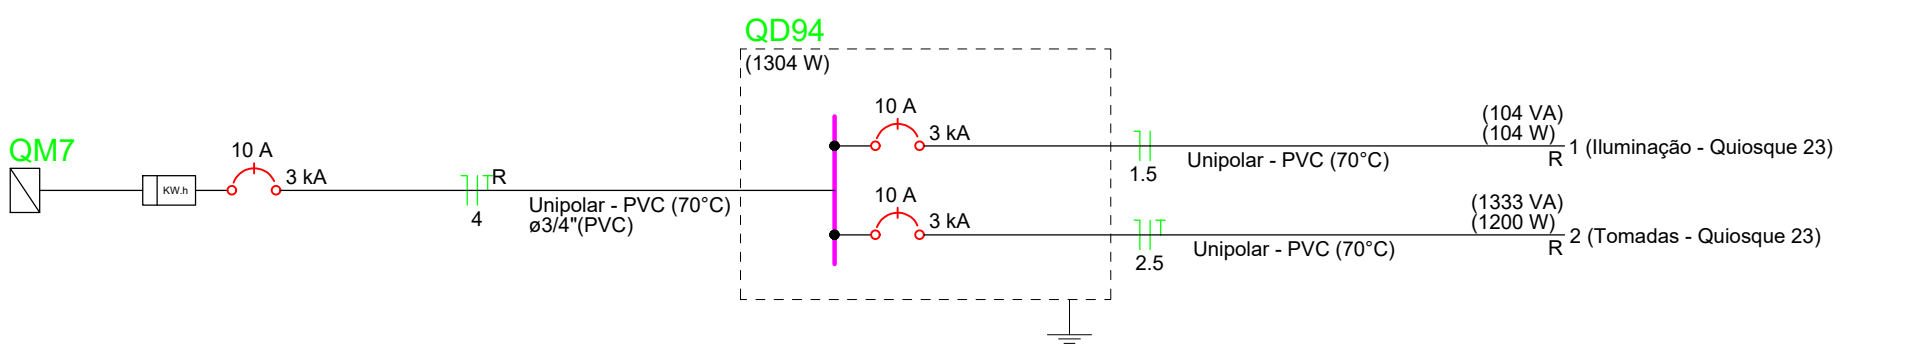 QD94
(1304 W)
QM7
KW.h
10 A
3 kA
R
4
Unipolar - PVC (70°C)
ø3/4"(PVC)
10 A
3 kA
1.5
Unipolar - PVC (70°C)
(104 VA)
(104 W)
R
1 (Iluminação - Quiosque 23)
10 A
3 kA
2.5
Unipolar - PVC (70°C)
(1333 VA)
(1200 W)
R
2 (Tomadas - Quiosque 23)